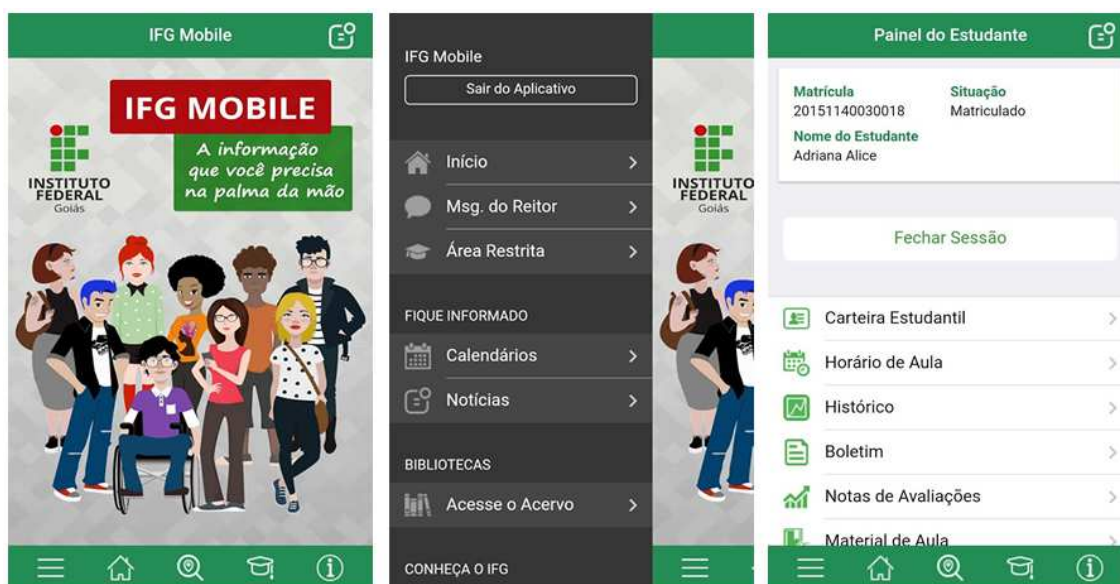 IFG Mobile
IFG MOBILE
A informação
que você precisa
na palma da mão
INSTITUTO
FEDERAL
Goiás
IFG Mobile
Sair do Aplicativo
Início
Msg. do Reitor
Área Restrita
FIQUE INFORMADO
Calendários
Notícias
BIBLIOTECAS
Acesse o Acervo
CONHEÇA O IFG
INSTITUTO
FEDERAL
Goiás
Painel do Estudante
Matrícula
Situação
20151140030018
Matriculado
Nome do Estudante
Adriana Alice
Fechar Sessão
Carteira Estudantil
Horário de Aula
Histórico
Boletim
Notas de Avaliações
Material de Aula